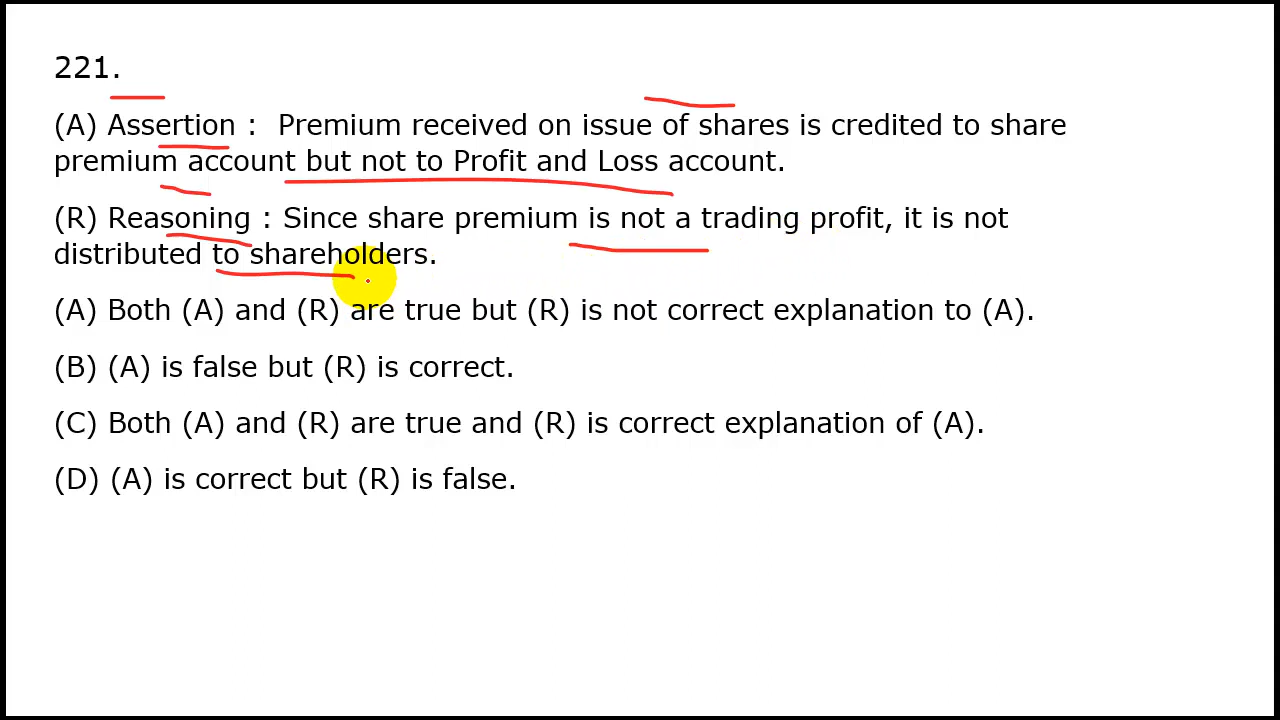 221.
(A) Assertion : Premium received on issue of shares is credited to share
premium account but not to Profit and Loss account.
(R) Reasoning : Since share premium is not a trading profit, it is not
distributed to shareholders.
(A) Both (A) and (R) are true but (R) is not correct explanation to (A).
(B) (A) is false but (R) is correct.
(C) Both (A) and (R) are true and (R) is correct explanation of (A).
(D) (A) is correct but (R) is false.